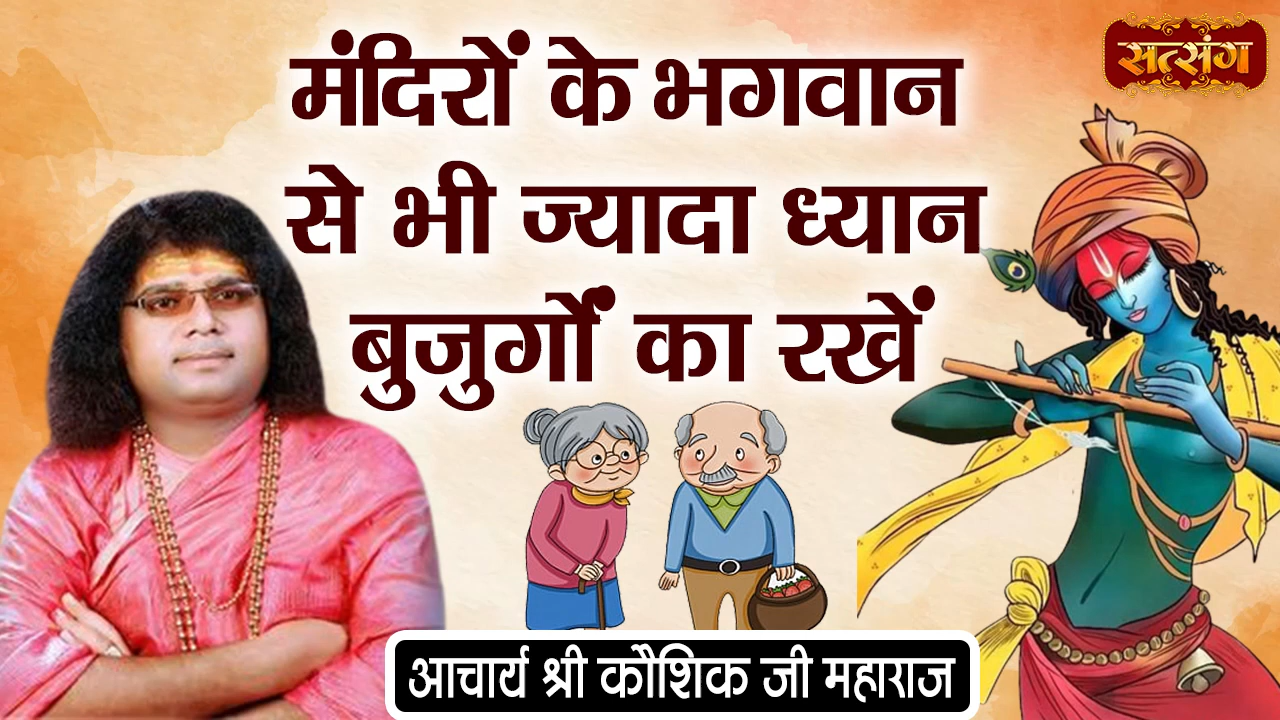 सत्संग
मंदिरों के भगवान
से भी ज्यादा ध्यान
बुजुर्गों का रखें
आचार्य श्री कौशिक जी महाराज